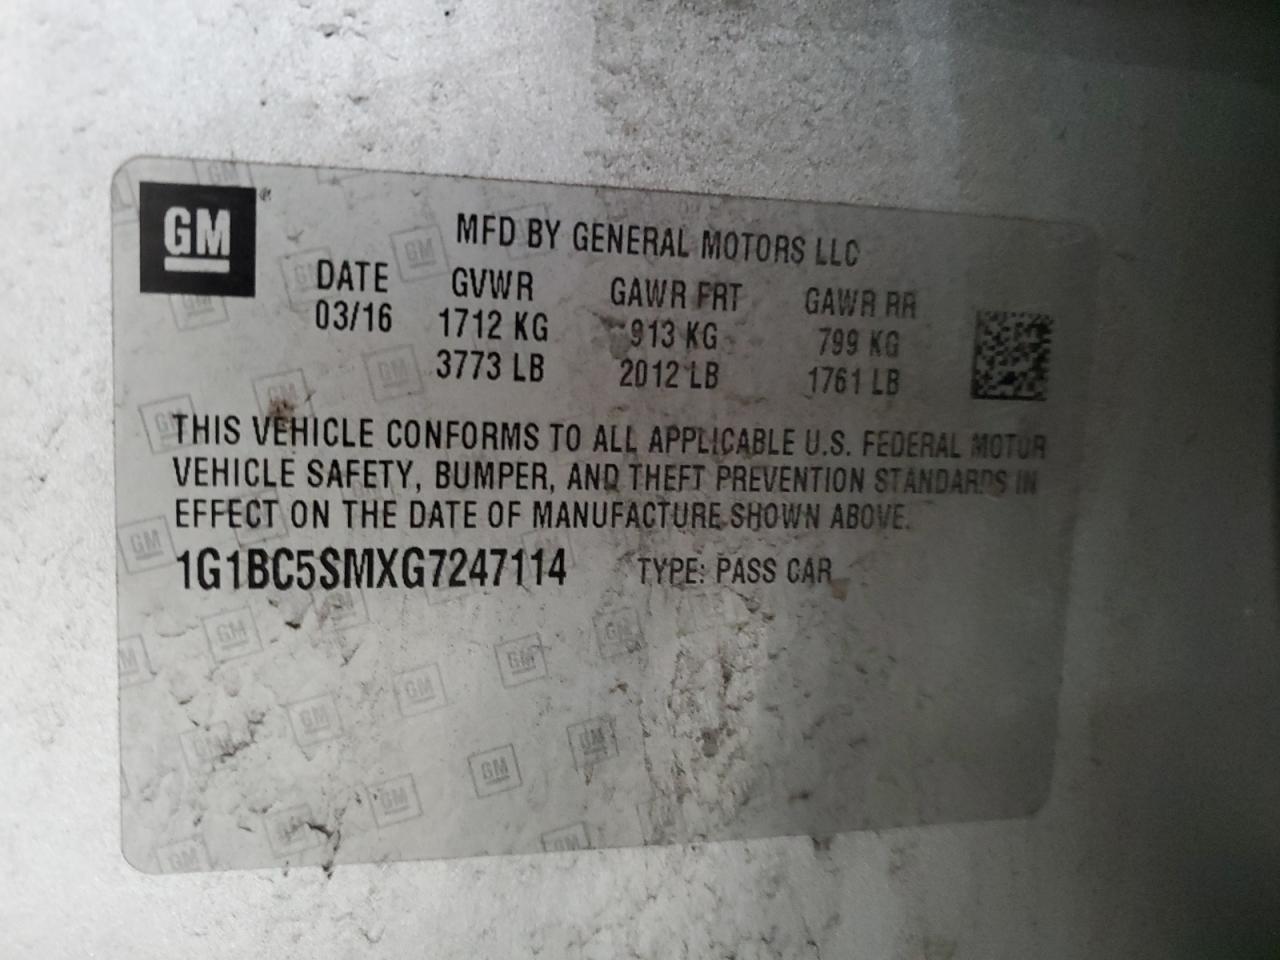 GM
MFD BY GENERAL MOTORS LLC
DATE GVWR GAWR FRT GAWR RR
03/16 1712 KG 913 KG 799 KG
3773 LB 2012 LB 1761 LB
THIS VEHICLE CONFORMS TO ALL APPLICABLE U.S. FEDERAL MOTOR
VEHICLE SAFETY, BUMPER, AND THEFT PREVENTION STANDARDS IN
EFFECT ON THE DATE OF MANUFACTURE SHOWN ABOVE.
1G1BC5SMXG7247114 TYPE: PASS CAR